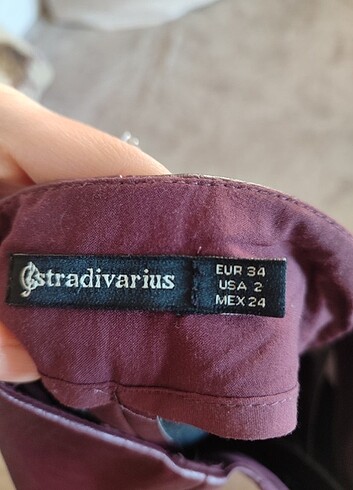 stradivarius
EUR 34
USA 2
MEX 24